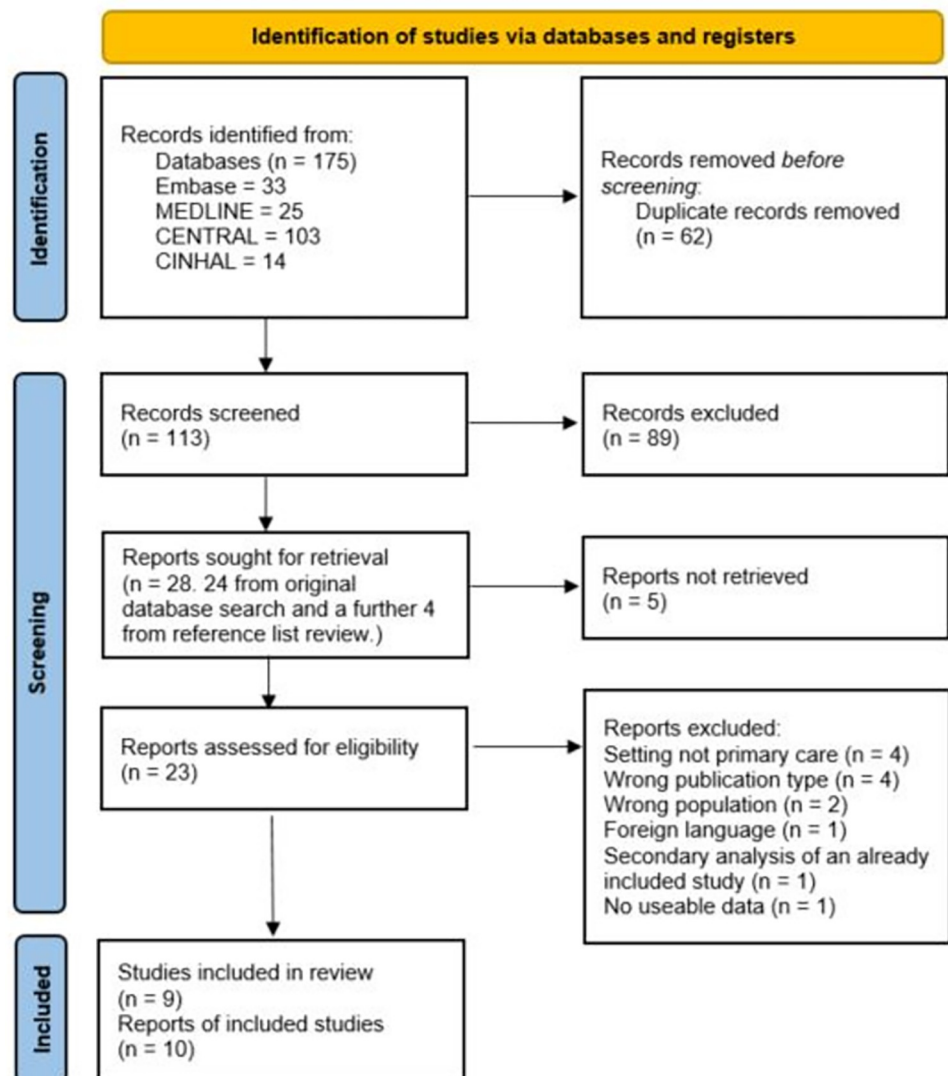 Identification of studies via databases and registers
Identification
Records identified from:
Databases (n = 175)
Embase = 33
MEDLINE = 25
CENTRAL = 103
CINHAL = 14
Records removed before
screening:
Duplicate records removed
(n = 62)
Screening
Records screened
(n = 113)
Records excluded
(n = 89)
Reports sought for retrieval
(n = 28. 24 from original
database search and a further 4
from reference list review.)
Reports not retrieved
(n = 5)
Reports assessed for eligibility
(n = 23)
Reports excluded:
Setting not primary care (n = 4)
Wrong publication type (n = 4)
Wrong population (n = 2)
Foreign language (n = 1)
Secondary analysis of an already
included study (n = 1)
No useable data (n = 1)
Included
Studies included in review
(n = 9)
Reports of included studies
(n = 10)